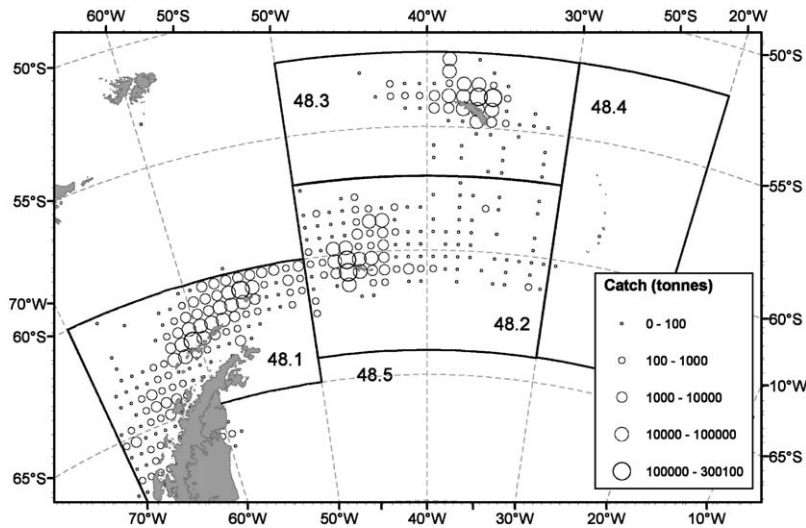 60°W 50°W 40°W 30°W 20°W
50°S 50°S
48.3 48.4
55°S 55°S
70°W
60°S 60°S
48.1 48.2
48.5
10°W
65°S 65°S
70°W 60°W 50°W 40°W 30°W 20°W 10°W
50°S 50°S
Catch (tonnes)
0 - 100
100 - 1000
1000 - 10000
10000 - 100000
100000 - 300100